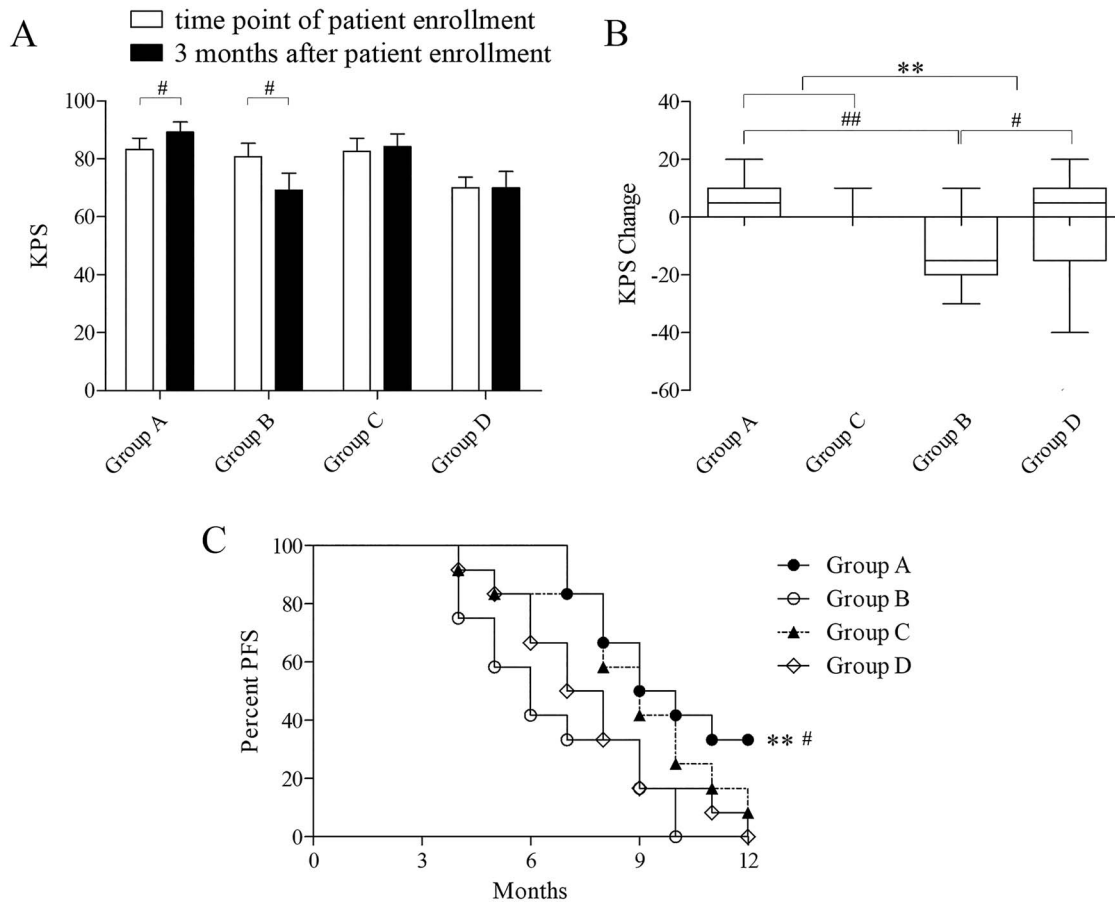 A
time point of patient enrollment
3 months after patient enrollment
# #
100
80
60
40
20
0
KPS
Group A
Group B
Group C
Group D
B
**
## #
40
20
0
-20
-40
-60
KPS Change
Group A
Group C
Group B
Group D
C
100
80
60
40
20
0
Percent PFS
0 3 6 9 12
Months
** #
Group A
Group B
Group C
Group D